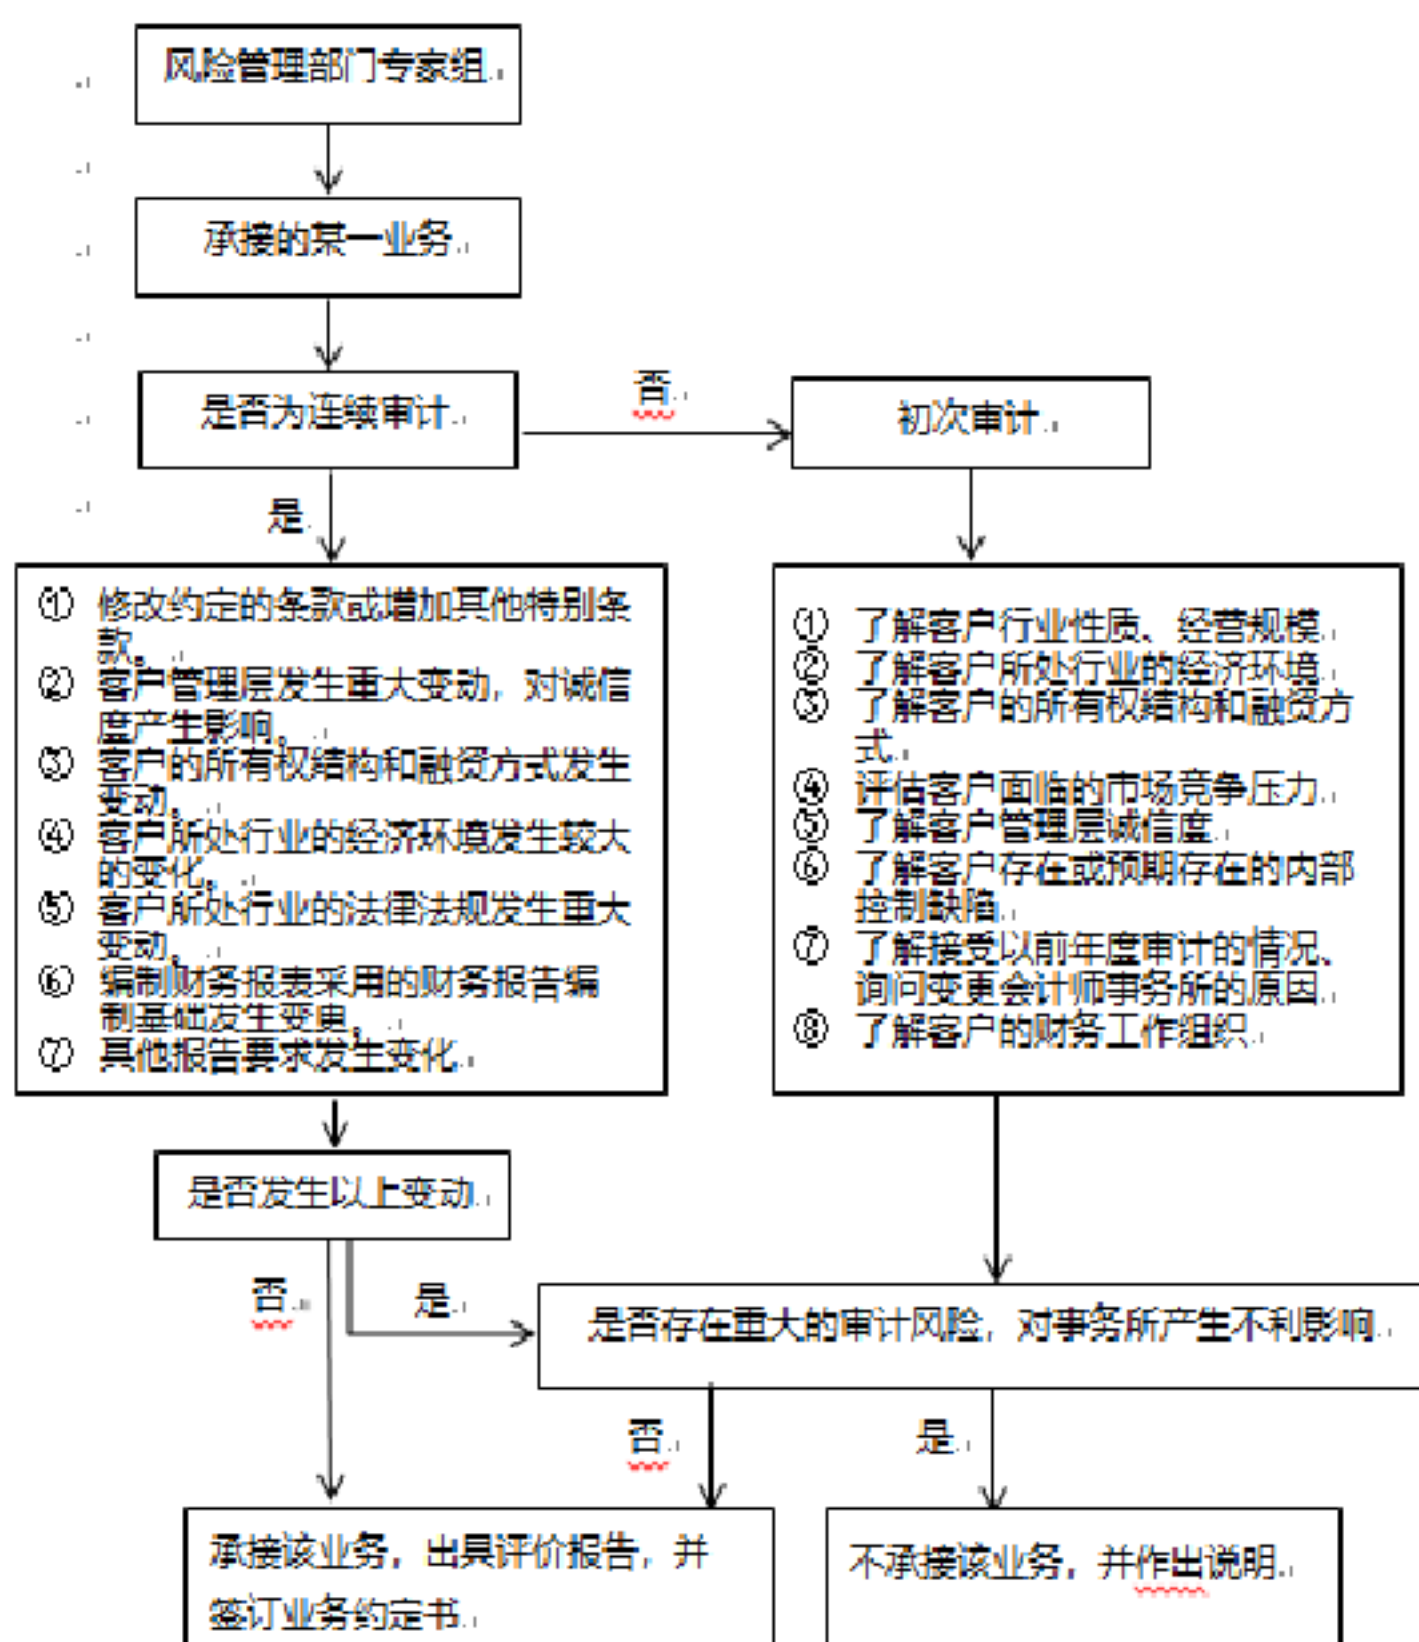 风险管理部门专家组
承接的某一业务
是否为连续审计
否
初次审计
是
① 修改约定的条款或增加其他特别条
款。
② 客户管理层发生重大变动，对诚信
度产生影响。
③ 客户的所有权结构和融资方式发生
变动。
④ 客户所处行业的经济环境发生较大
的变化。
⑤ 客户所处行业的法律法规发生重大
变动。
⑥ 编制财务报表采用的财务报告编
制基础发生变更。
⑦ 其他报告要求发生变化
① 了解客户行业性质、经营规模
② 了解客户所处行业的经济环境
③ 了解客户的所有权结构和融资方
式
④ 评估客户面临的市场竞争压力
⑤ 了解客户管理层诚信度
⑥ 了解客户存在或预期存在的内部
控制缺陷
⑦ 了解接受以前年度审计的情况、
询问变更会计师事务所的原因
⑧ 了解客户的财务工作组织
是否发生以上变动
否
是
是否存在重大的审计风险，对事务所产生不利影响
否
是
承接该业务，出具评价报告，并
签订业务约定书
不承接该业务，并作出说明